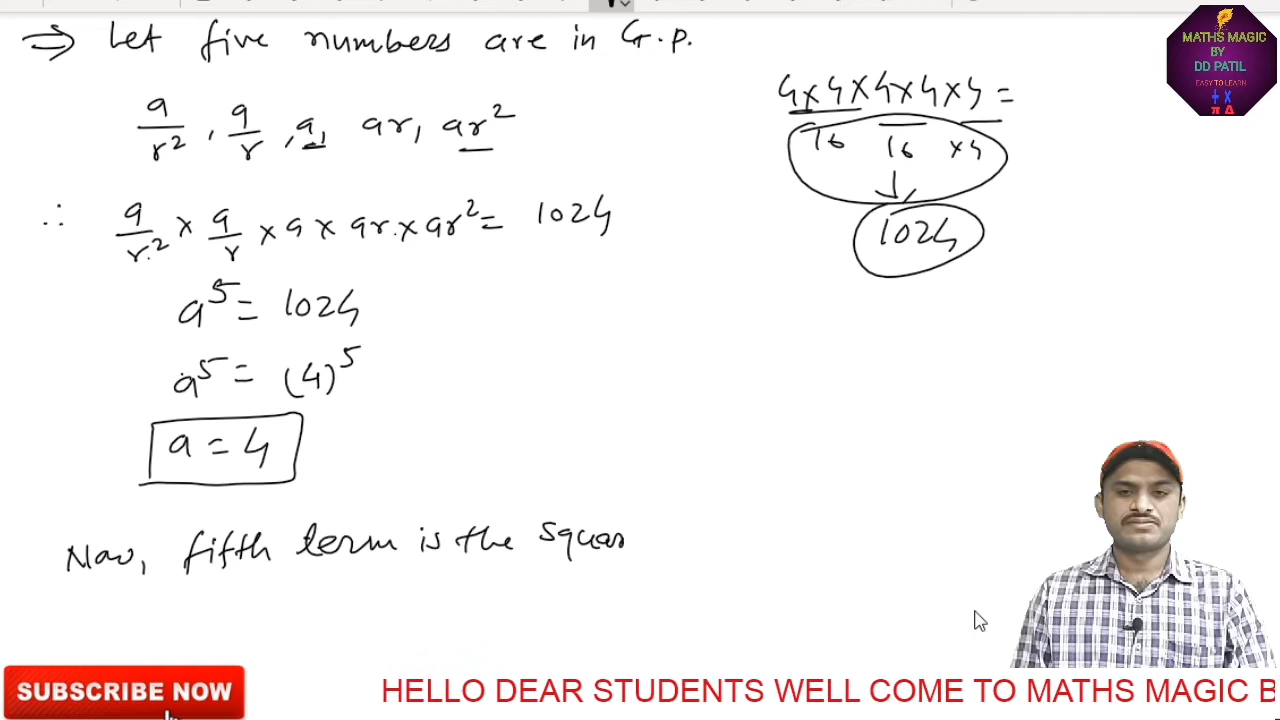 ⇒ Let five numbers are in G.p.
a/r², a/r, a, ar, ar²
∴ a/r² × a/r × a × ar × ar² = 1024
a⁵ = 1024
a⁵ = (4)⁵
a = 4
Now, fifth term is the squar
4×4×4×4×4 =
16 16 ×4
1024
MATHS MAGIC
BY
DD PATIL
EASY TO LEARN
+ X
π Δ
SUBSCRIBE NOW
HELLO DEAR STUDENTS WELL COME TO MATHS MAGIC B